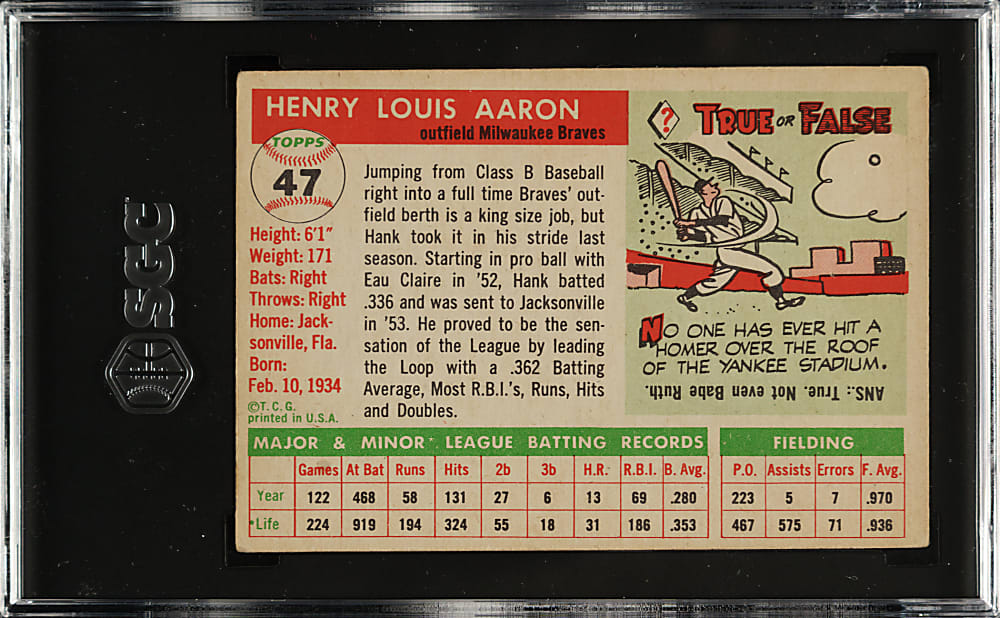 SGC
HENRY LOUIS AARON
outfield Milwaukee Braves
TOPPS
47
Height: 6'1"
Weight: 171
Bats: Right
Throws: Right
Home: Jack-
sonville, Fla.
Born:
Feb. 10, 1934
©T. C. G.
printed in U.S.A.
Jumping from Class B Baseball
right into a full time Braves' out-
field berth is a king size job, but
Hank took it in his stride last
season. Starting in pro ball with
Eau Claire in '52, Hank batted
.336 and was sent to Jacksonville
in '53. He proved to be the sen-
sation of the League by leading
the Loop with a .362 Batting
Average, Most R.B.I.'s, Runs, Hits
and Doubles.
? TRUE OR FALSE
NO ONE HAS EVER HIT A
HOMER OVER THE ROOF
OF THE YANKEE STADIUM.
ANS.: True. Not even Babe Ruth.
MAJOR & MINOR LEAGUE BATTING RECORDS
Games At Bat Runs Hits 2b 3b H.R. R.B.I. B. Avg.
Year 122 468 58 131 27 6 13 69 .280
Life 224 919 194 324 55 18 31 186 .353
FIELDING
P.O. Assists Errors F. Avg.
223 5 7 .970
467 575 71 .936